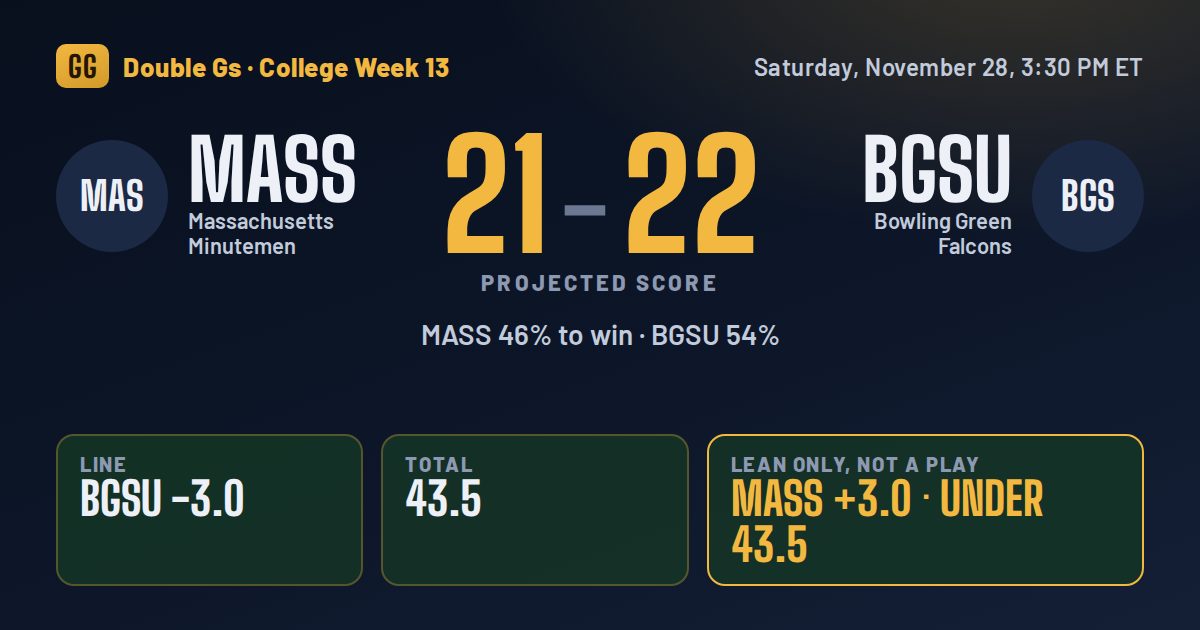 GG Double Gs · College Week 13
Saturday, November 28, 3:30 PM ET
MAS
MASS
Massachusetts
Minutemen
21 – 22
PROJECTED SCORE
MASS 46% to win · BGSU 54%
BGSU
Bowling Green
Falcons
BGS
LINE
BGSU −3.0
TOTAL
43.5
LEAN ONLY, NOT A PLAY
MASS +3.0 · UNDER
43.5